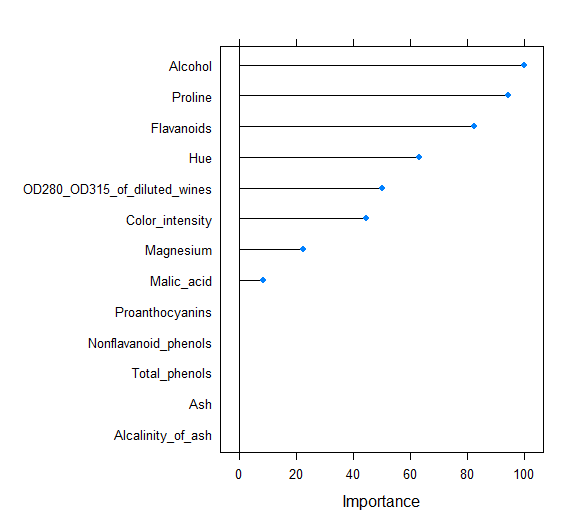 Alcohol
Proline
Flavanoids
Hue
OD280_OD315_of_diluted_wines
Color_intensity
Magnesium
Malic_acid
Proanthocyanins
Nonflavanoid_phenols
Total_phenols
Ash
Alcalinity_of_ash
0 20 40 60 80 100
Importance